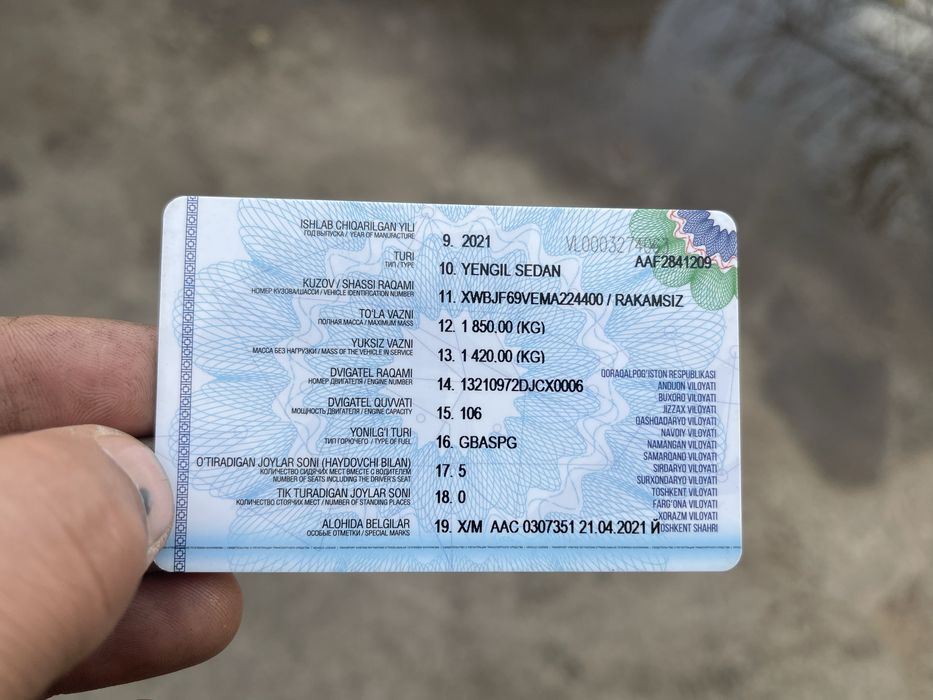 ISHLAB CHIQARILGAN YILI
ГОД ВЫПУСКА / YEAR OF MANUFACTURE
9. 2021
AAF2841209
TURI
ТИП / TYPE
10. YENGIL SEDAN
KUZOV / SHASSI RAQAMI
НОМЕР КУЗОВА/ШАССИ / VEHICLE IDENTIFICATION NUMBER
11. XWBJF69VEMA224400 / RAKAMSIZ
TO'LA VAZNI
ПОЛНАЯ МАССА / MAXIMUM MASS
12. 1 850.00 (KG)
YUKSIZ VAZNI
МАССА БЕЗ НАГРУЗКИ / MASS OF THE VEHICLE IN SERVICE
13. 1 420.00 (KG)
DVIGATEL RAQAMI
НОМЕР ДВИГАТЕЛЯ / ENGINE NUMBER
14. 13210972DJCX0006
DVIGATEL QUVVATI
МОЩНОСТЬ ДВИГАТЕЛЯ / ENGINE CAPACITY
15. 106
YONILG'I TURI
ТИП ГОРЮЧЕГО / TYPE OF FUEL
16. GBASPG
O'TIRADIGAN JOYLAR SONI (HAYDOVCHI BILAN)
КОЛИЧЕСТВО СИДЯЧИХ МЕСТ ВМЕСТЕ С ВОДИТЕЛЕМ
NUMBER OF SEATS INCLUDING THE DRIVER'S SEAT
17. 5
TIK TURADIGAN JOYLAR SONI
КОЛИЧЕСТВО СТОЯЧИХ МЕСТ / NUMBER OF STANDING PLACES
18. 0
ALOHIDA BELGILAR
ОСОБЫЕ ОТМЕТКИ / SPECIAL MARKS
19. X/M AAC 0307351 21.04.2021 Й
QORAQALPOG'ISTON RESPUBLIKASI
ANDIJON VILOYATI
BUXORO VILOYATI
JIZZAX VILOYATI
QASHQADARYO VILOYATI
NAVOIY VILOYATI
NAMANGAN VILOYATI
SAMARQAND VILOYATI
SIRDARYO VILOYATI
SURXONDARYO VILOYATI
TOSHKENT VILOYATI
FARG'ONA VILOYATI
XORAZM VILOYATI
TOSHKENT SHAHRI